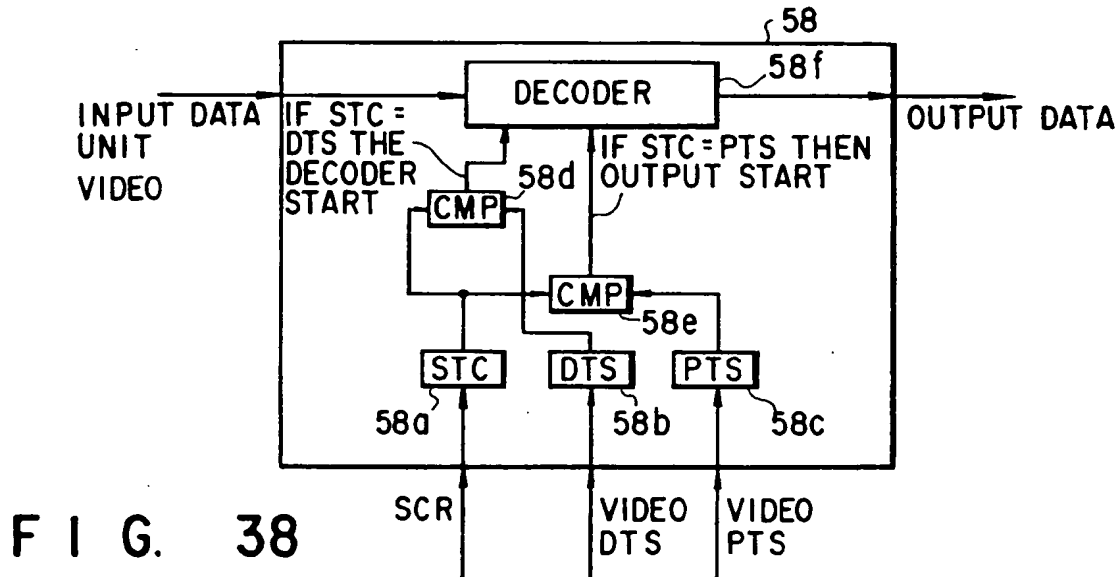 58
58f
DECODER
INPUT DATA
UNIT
VIDEO
IF STC=
DTS THE
DECODER
START
OUTPUT DATA
IF STC=PTS THEN
OUTPUT START
58d
CMP
CMP
58e
STC
DTS
PTS
58a
58b
58c
SCR
VIDEO
DTS
VIDEO
PTS
FIG. 38